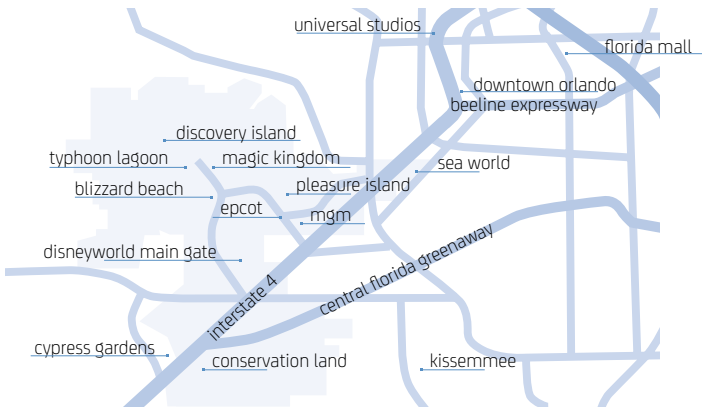 universal studios
florida mall
downtown orlando
beeline expressway
discovery island
typhoon lagoon
magic kingdom
sea world
blizzard beach
pleasure island
epcot
mgm
disneyworld main gate
central florida greenaway
interstate 4
cypress gardens
conservation land
kissemmee